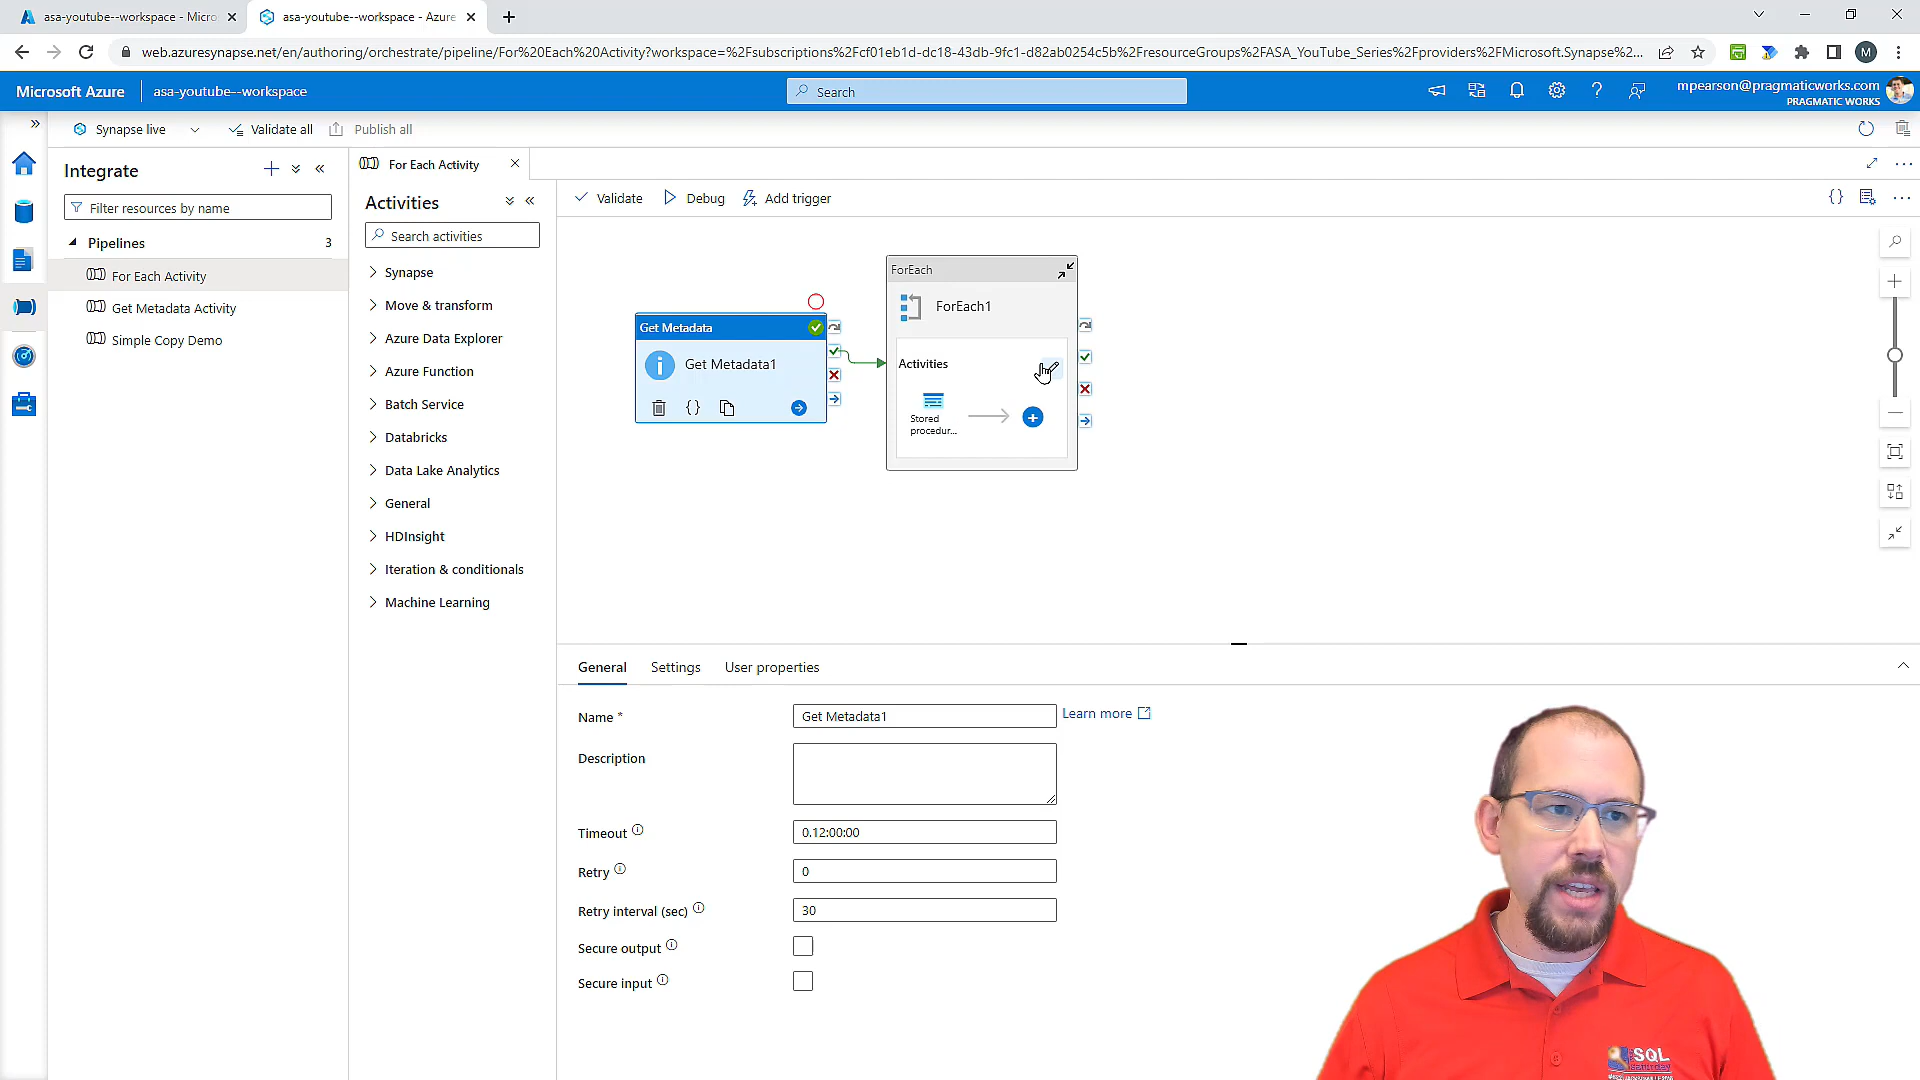 asa-youtube--workspace - Micro
asa-youtube--workspace - Azure
web.azuresynapse.net/en/authoring/orchestrate/pipeline/For%20Each%20Activity?workspace=%2Fsubscriptions%2Fcf01eb1d-dc18-43db-9fc1-d82ab0254c5b%2FresourceGroups%2FASA_YouTube_Series%2Fproviders%2FMicrosoft.Synapse%2...
M
Microsoft Azure
asa-youtube--workspace
Search
mpearson@pragmaticworks.com
PRAGMATIC WORKS
Synapse live
Validate all
Publish all
Integrate
Filter resources by name
Pipelines
3
For Each Activity
Get Metadata Activity
Simple Copy Demo
For Each Activity
Activities
Search activities
Synapse
Move & transform
Azure Data Explorer
Azure Function
Batch Service
Databricks
Data Lake Analytics
General
HDInsight
Iteration & conditionals
Machine Learning
Validate
Debug
Add trigger
Get Metadata
Get Metadata1
ForEach
ForEach1
Activities
Stored
procedur...
General
Settings
User properties
Name *
Get Metadata1
Learn more
Description
Timeout
0.12:00:00
Retry
0
Retry interval (sec)
30
Secure output
Secure input
SQL